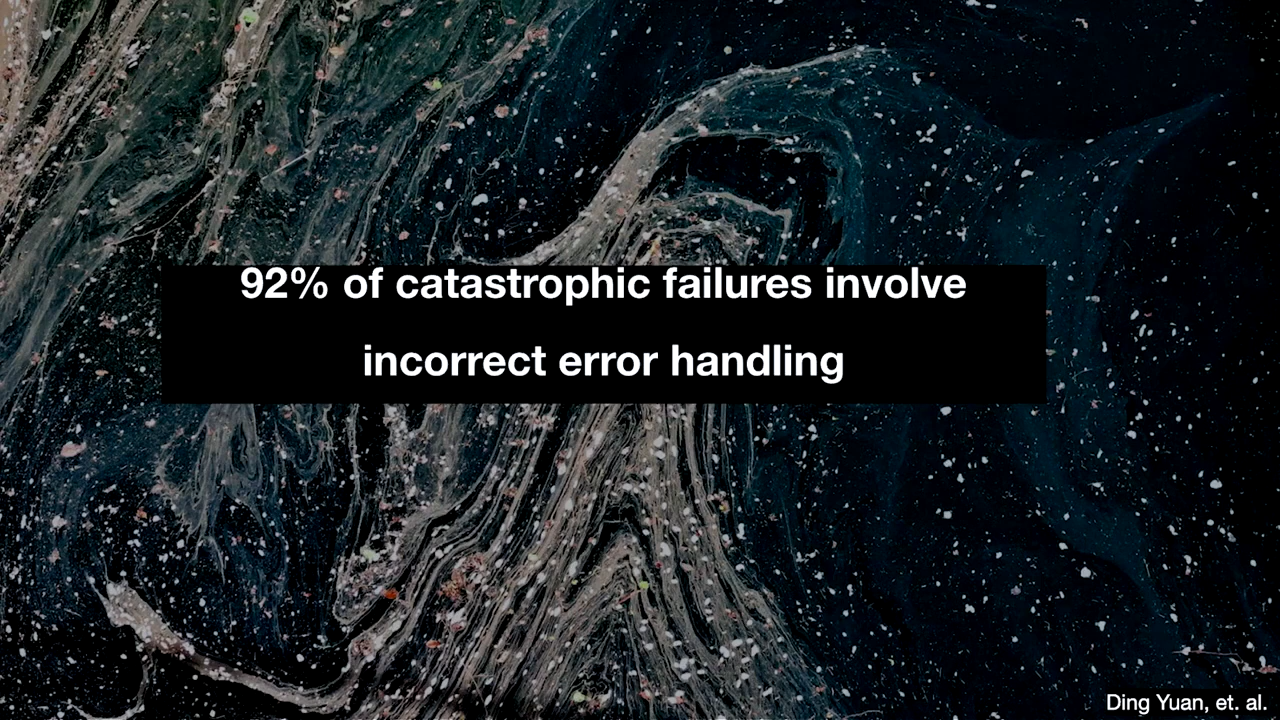 92% of catastrophic failures involve
incorrect error handling
Ding Yuan, et. al.